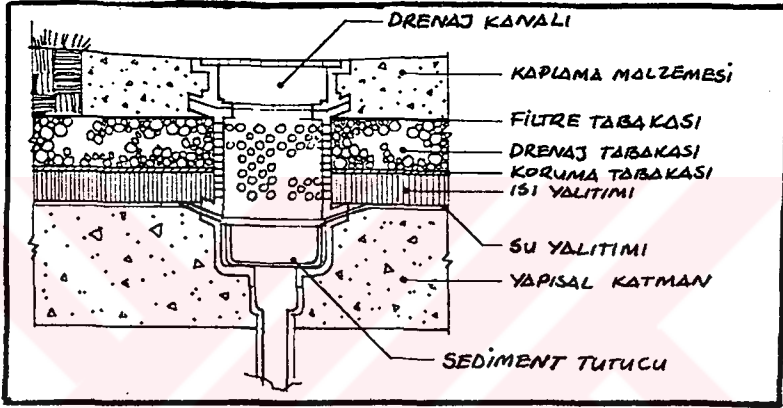 DRENAJ KANALI
KAPLAMA MALZEMESİ
FİLTRE TABAKASI
DRENAJ TABAKASI
KORUMA TABAKASI
ISI YALITIMI
SU YALITIMI
YAPISAL KATMAN
SEDİMENT TUTUCU